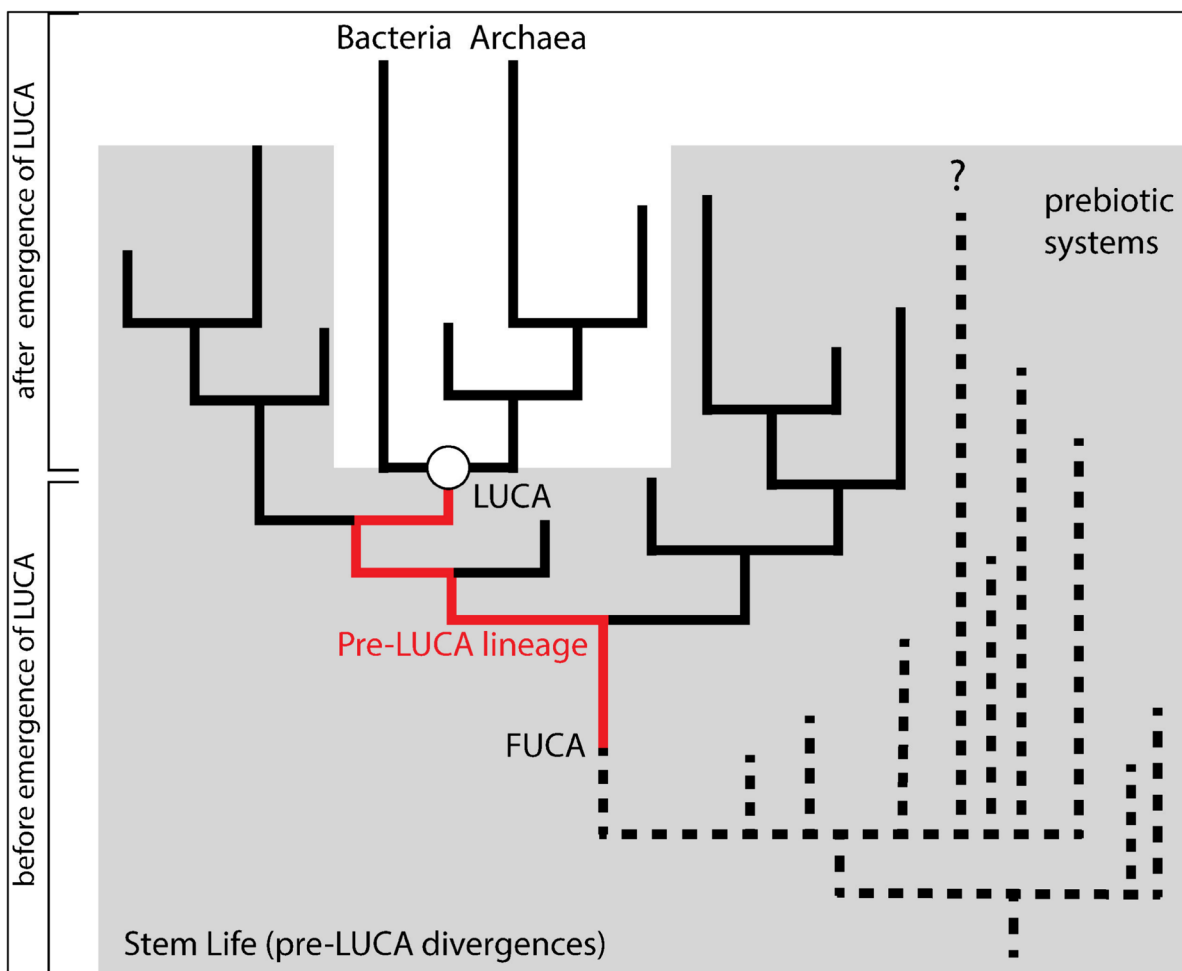 Bacteria Archaea
after emergence of LUCA
?
prebiotic
systems
LUCA
before emergence of LUCA
Pre-LUCA lineage
FUCA
Stem Life (pre-LUCA divergences)